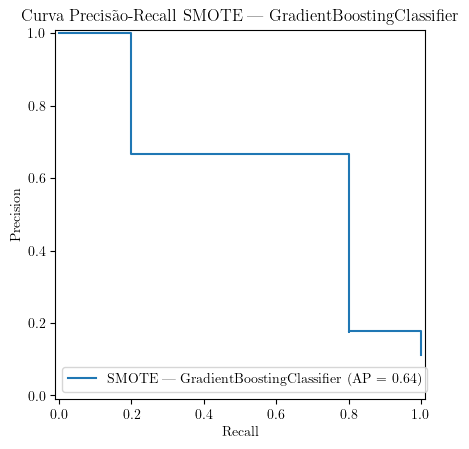 Curva Precisão-Recall SMOTE — GradientBoostingClassifier
1.0
0.8
0.6
0.4
0.2
0.0
Precision
SMOTE — GradientBoostingClassifier (AP = 0.64)
0.0 0.2 0.4 0.6 0.8 1.0
Recall